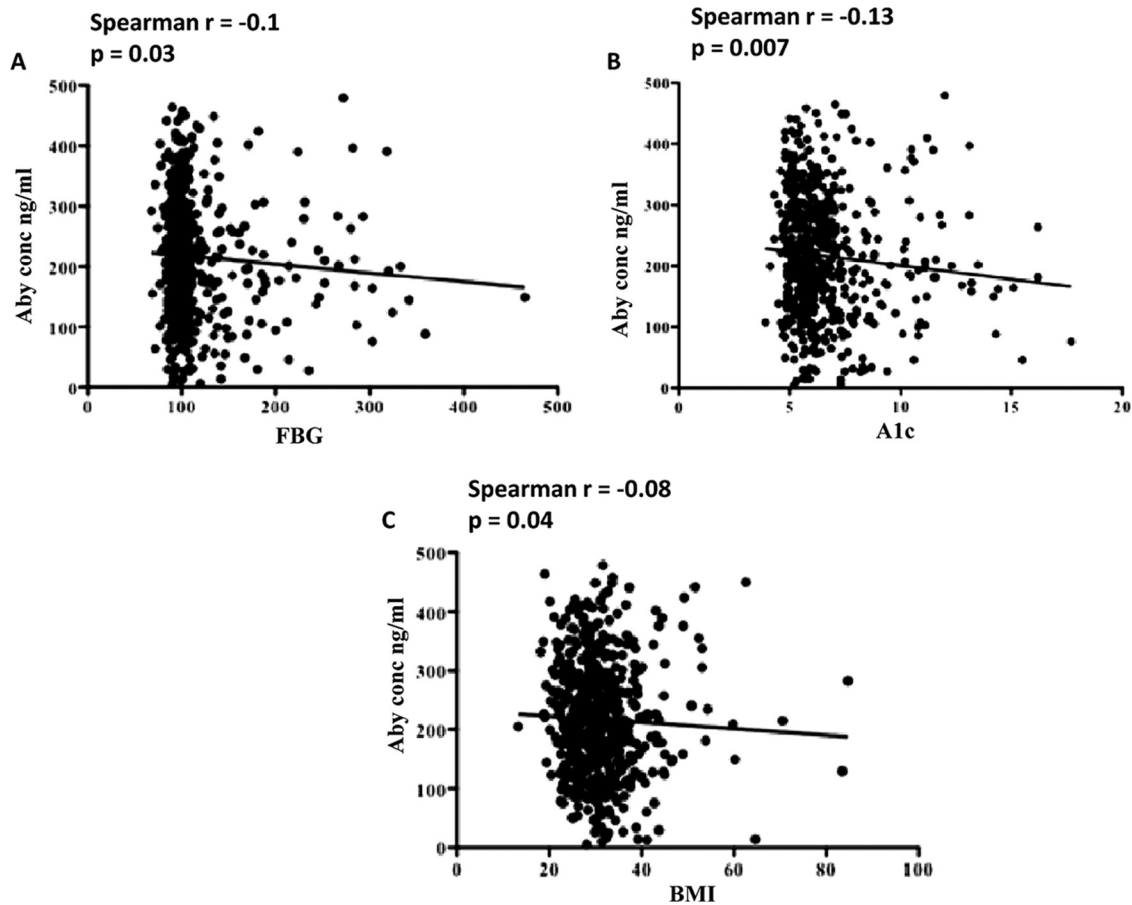 Spearman r = -0.1
p = 0.03
A
500
400
300
200
100
0
Aby conc ng/ml
0 100 200 300 400 500
FBG
Spearman r = -0.13
p = 0.007
B
500
400
300
200
100
0
Aby conc ng/ml
0 5 10 15 20
A1c
Spearman r = -0.08
p = 0.04
C
500
400
300
200
100
0
Aby conc ng/ml
0 20 40 60 80 100
BMI